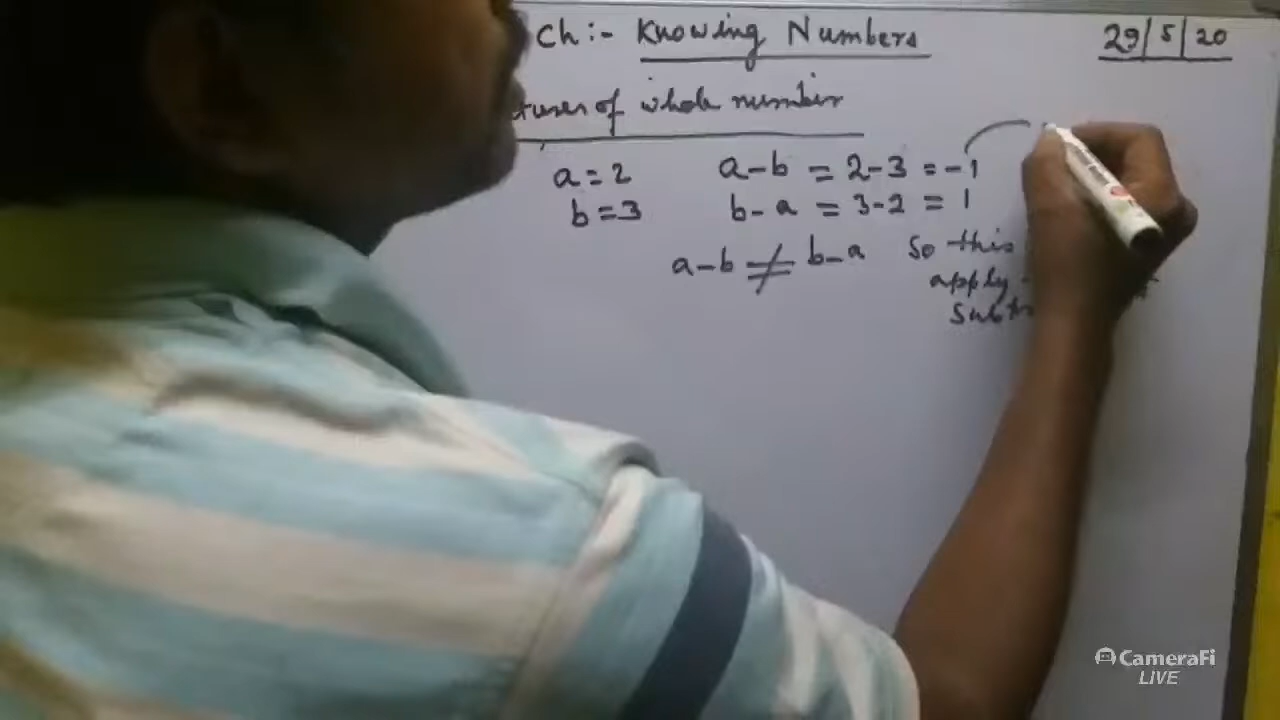 Ch:- Knowing Numbers
29/5/20
of whole number
a=2 a-b = 2-3 = -1
b=3 b-a = 3-2 = 1
a-b ≠ b-a So this
apply
CameraFi
LIVE